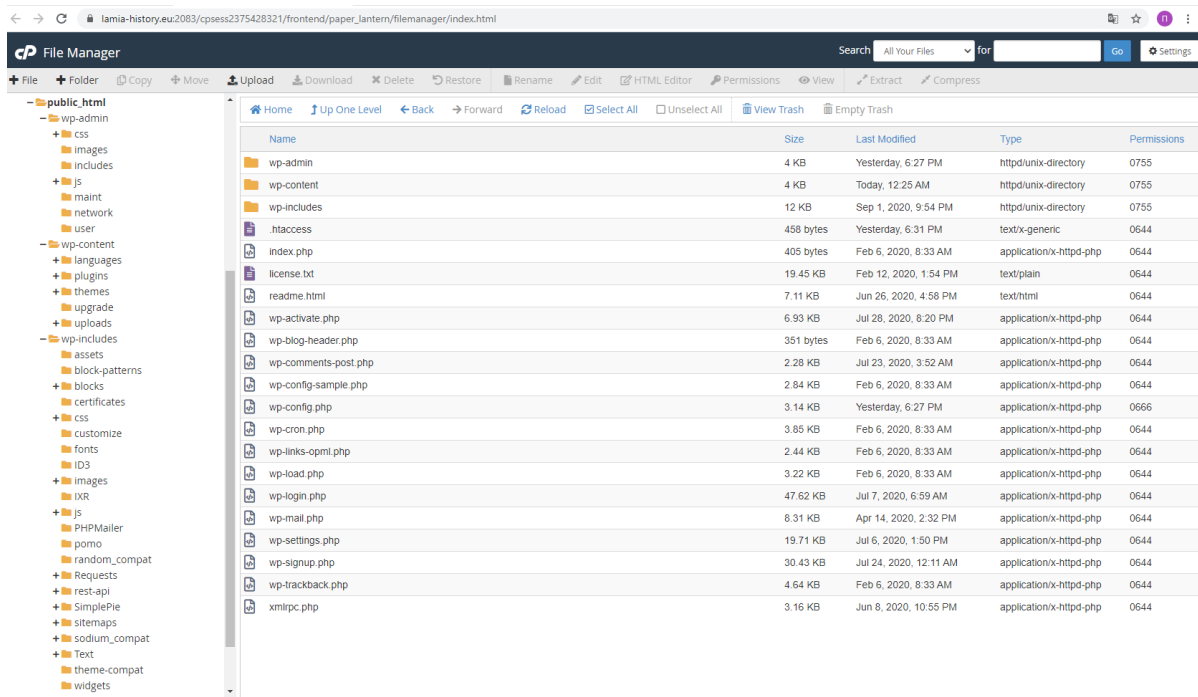 lamia-history.eu:2083/cpsess2375428321/frontend/paper_lantern/filemanager/index.html
n
cP File Manager
Search All Your Files for Go Settings
File Folder Copy Move Upload Download Delete Restore Rename Edit HTML Editor Permissions View Extract Compress
public_html
wp-admin
css
images
includes
js
maint
network
user
wp-content
languages
plugins
themes
upgrade
uploads
wp-includes
assets
block-patterns
blocks
certificates
css
customize
fonts
ID3
images
IXR
js
PHPMailer
pomo
random_compat
Requests
rest-api
SimplePie
sitemaps
sodium_compat
Text
theme-compat
widgets
Home Up One Level Back Forward Reload Select All Unselect All View Trash Empty Trash
Name Size Last Modified Type Permissions
wp-admin 4 KB Yesterday, 6:27 PM httpd/unix-directory 0755
wp-content 4 KB Today, 12:25 AM httpd/unix-directory 0755
wp-includes 12 KB Sep 1, 2020, 9:54 PM httpd/unix-directory 0755
.htaccess 458 bytes Yesterday, 6:31 PM text/x-generic 0644
index.php 405 bytes Feb 6, 2020, 8:33 AM application/x-httpd-php 0644
license.txt 19.45 KB Feb 12, 2020, 1:54 PM text/plain 0644
readme.html 7.11 KB Jun 26, 2020, 4:58 PM text/html 0644
wp-activate.php 6.93 KB Jul 28, 2020, 8:20 PM application/x-httpd-php 0644
wp-blog-header.php 351 bytes Feb 6, 2020, 8:33 AM application/x-httpd-php 0644
wp-comments-post.php 2.28 KB Jul 23, 2020, 3:52 AM application/x-httpd-php 0644
wp-config-sample.php 2.84 KB Feb 6, 2020, 8:33 AM application/x-httpd-php 0644
wp-config.php 3.14 KB Yesterday, 6:27 PM application/x-httpd-php 0666
wp-cron.php 3.85 KB Feb 6, 2020, 8:33 AM application/x-httpd-php 0644
wp-links-opml.php 2.44 KB Feb 6, 2020, 8:33 AM application/x-httpd-php 0644
wp-load.php 3.22 KB Feb 6, 2020, 8:33 AM application/x-httpd-php 0644
wp-login.php 47.62 KB Jul 7, 2020, 6:59 AM application/x-httpd-php 0644
wp-mail.php 8.31 KB Apr 14, 2020, 2:32 PM application/x-httpd-php 0644
wp-settings.php 19.71 KB Jul 6, 2020, 1:50 PM application/x-httpd-php 0644
wp-signup.php 30.43 KB Jul 24, 2020, 12:11 AM application/x-httpd-php 0644
wp-trackback.php 4.64 KB Feb 6, 2020, 8:33 AM application/x-httpd-php 0644
xmlrpc.php 3.16 KB Jun 8, 2020, 10:55 PM application/x-httpd-php 0644